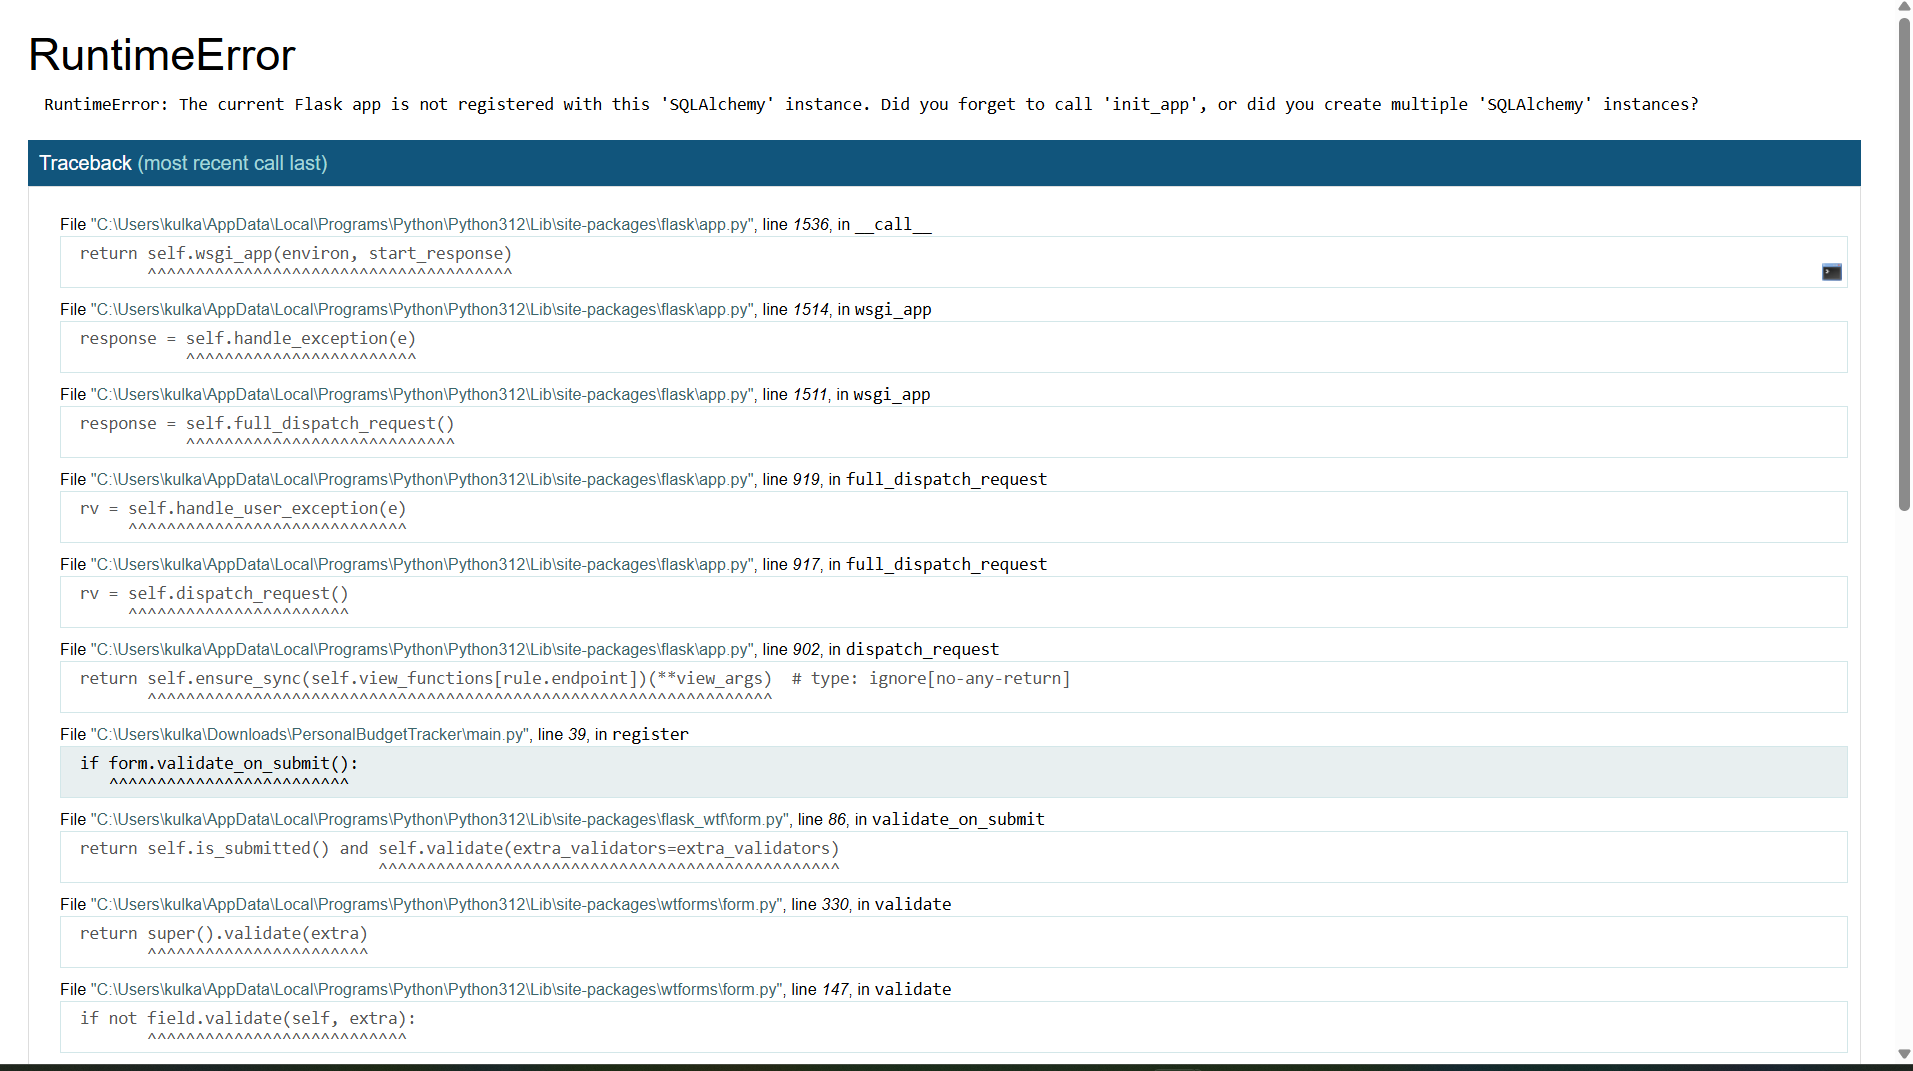 RuntimeError
RuntimeError: The current Flask app is not registered with this 'SQLAlchemy' instance. Did you forget to call 'init_app', or did you create multiple 'SQLAlchemy' instances?
Traceback (most recent call last)
File "C:\Users\kulka\AppData\Local\Programs\Python\Python312\Lib\site-packages\flask\app.py", line 1536, in __call__
return self.wsgi_app(environ, start_response)
^^^^^^^^^^^^^^^^^^^^^^^^^^^^^^^^^^^^^^
File "C:\Users\kulka\AppData\Local\Programs\Python\Python312\Lib\site-packages\flask\app.py", line 1514, in wsgi_app
response = self.handle_exception(e)
^^^^^^^^^^^^^^^^^^^^^^^^
File "C:\Users\kulka\AppData\Local\Programs\Python\Python312\Lib\site-packages\flask\app.py", line 1511, in wsgi_app
response = self.full_dispatch_request()
^^^^^^^^^^^^^^^^^^^^^^^^^^^^
File "C:\Users\kulka\AppData\Local\Programs\Python\Python312\Lib\site-packages\flask\app.py", line 919, in full_dispatch_request
rv = self.handle_user_exception(e)
^^^^^^^^^^^^^^^^^^^^^^^^^^^^^
File "C:\Users\kulka\AppData\Local\Programs\Python\Python312\Lib\site-packages\flask\app.py", line 917, in full_dispatch_request
rv = self.dispatch_request()
^^^^^^^^^^^^^^^^^^^^^^^
File "C:\Users\kulka\AppData\Local\Programs\Python\Python312\Lib\site-packages\flask\app.py", line 902, in dispatch_request
return self.ensure_sync(self.view_functions[rule.endpoint])(**view_args)  # type: ignore[no-any-return]
^^^^^^^^^^^^^^^^^^^^^^^^^^^^^^^^^^^^^^^^^^^^^^^^^^^^^^^^^^^^^^^^^
File "C:\Users\kulka\Downloads\PersonalBudgetTracker\main.py", line 39, in register
if form.validate_on_submit():
^^^^^^^^^^^^^^^^^^^^^^^^^
File "C:\Users\kulka\AppData\Local\Programs\Python\Python312\Lib\site-packages\flask_wtf\form.py", line 86, in validate_on_submit
return self.is_submitted() and self.validate(extra_validators=extra_validators)
^^^^^^^^^^^^^^^^^^^^^^^^^^^^^^^^^^^^^^^^^^^^^^^^
File "C:\Users\kulka\AppData\Local\Programs\Python\Python312\Lib\site-packages\wtforms\form.py", line 330, in validate
return super().validate(extra)
^^^^^^^^^^^^^^^^^^^^^^^
File "C:\Users\kulka\AppData\Local\Programs\Python\Python312\Lib\site-packages\wtforms\form.py", line 147, in validate
if not field.validate(self, extra):
^^^^^^^^^^^^^^^^^^^^^^^^^^^